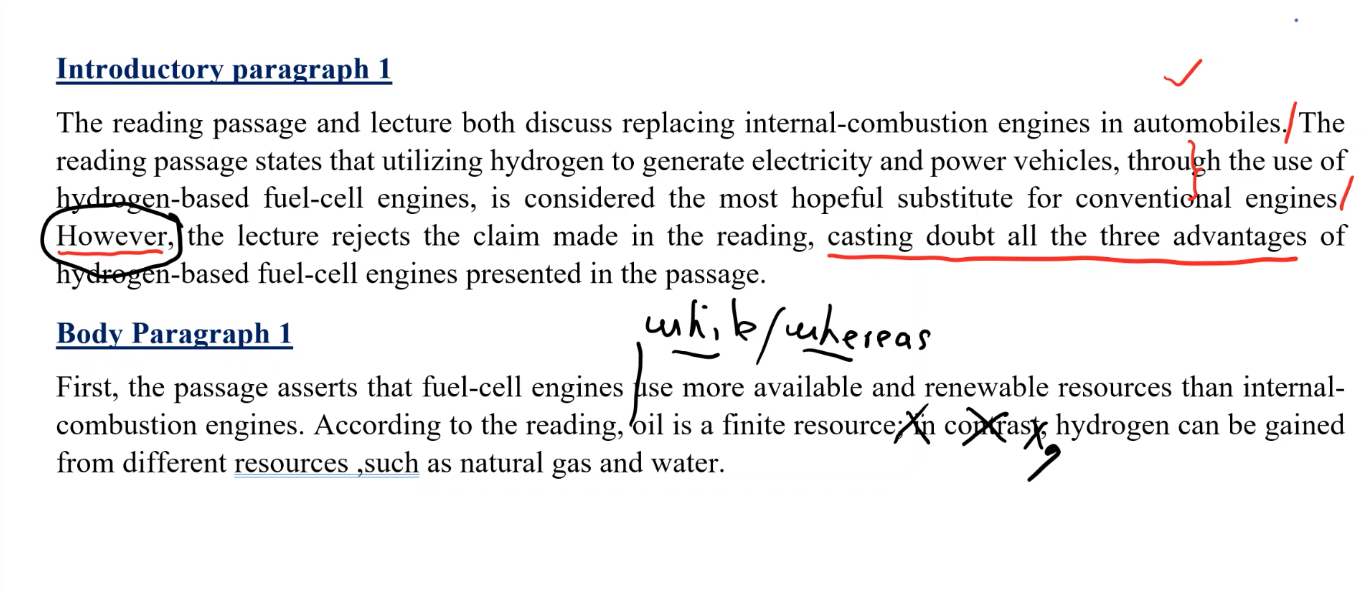 Introductory paragraph 1
The reading passage and lecture both discuss replacing internal-combustion engines in automobiles. The
reading passage states that utilizing hydrogen to generate electricity and power vehicles, through the use of
hydrogen-based fuel-cell engines, is considered the most hopeful substitute for conventional engines.
However, the lecture rejects the claim made in the reading, casting doubt all the three advantages of
hydrogen-based fuel-cell engines presented in the passage.
while/whereas
Body Paragraph 1
First, the passage asserts that fuel-cell engines use more available and renewable resources than internal-
combustion engines. According to the reading, oil is a finite resource; in contrast, hydrogen can be gained
from different resources ,such as natural gas and water.